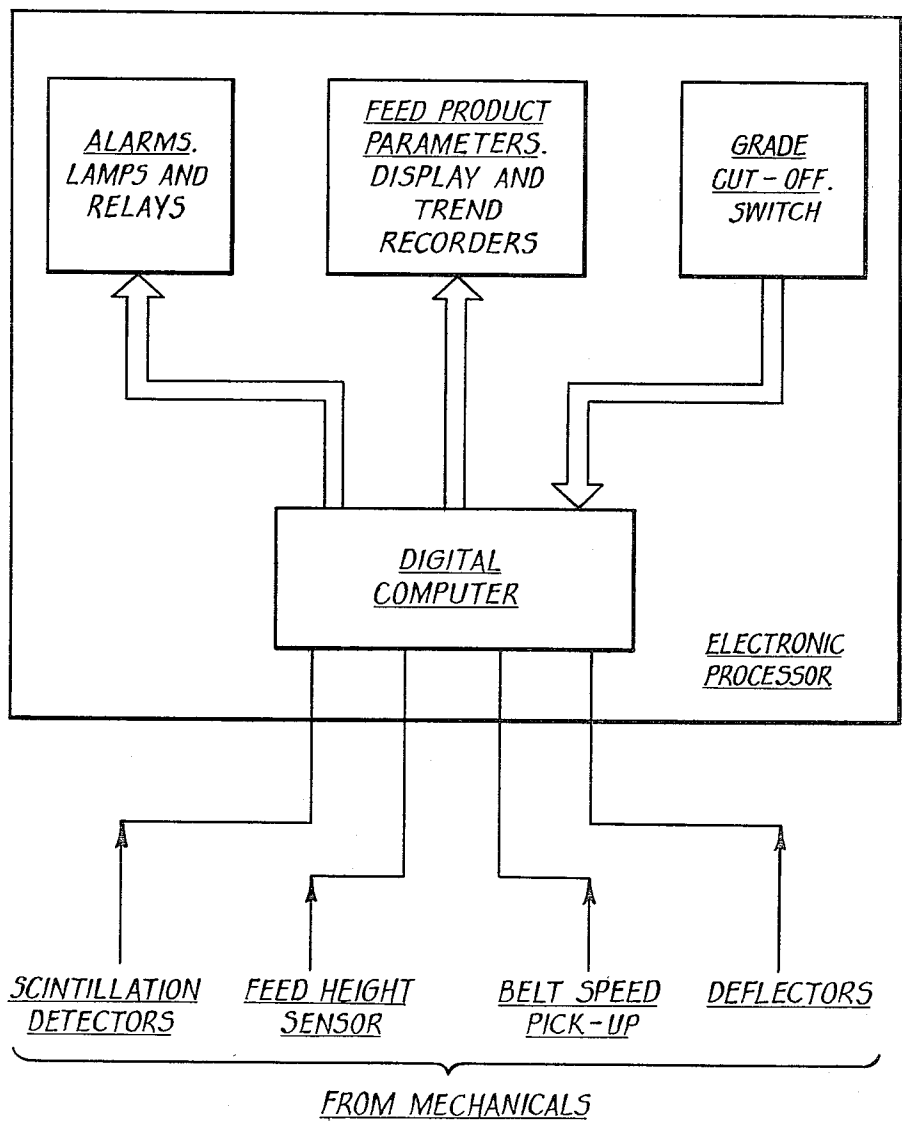 ALARMS.
LAMPS AND
RELAYS
FEED PRODUCT
PARAMETERS.
DISPLAY AND
TREND
RECORDERS
GRADE
CUT-OFF.
SWITCH
DIGITAL
COMPUTER
ELECTRONIC
PROCESSOR
SCINTILLATION
DETECTORS
FEED HEIGHT
SENSOR
BELT SPEED
PICK-UP
DEFLECTORS
FROM MECHANICALS